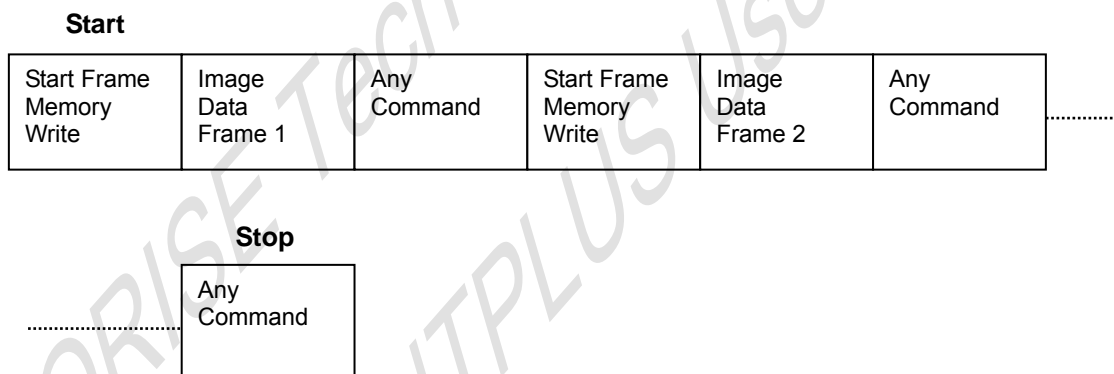 Start
Start Frame
Memory
Write
Image
Data
Frame 1
Any
Command
Start Frame
Memory
Write
Image
Data
Frame 2
Any
Command
Stop
Any
Command